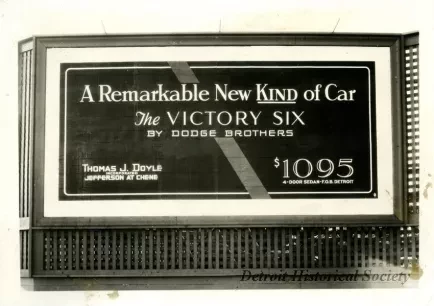 A Remarkable New KIND of Car
The VICTORY SIX
BY DODGE BROTHERS
THOMAS J. DOYLE
INCORPORATED
JEFFERSON AT CHENE
$1095
4-DOOR SEDAN-F.O.B. DETROIT
Detroit Historical Society